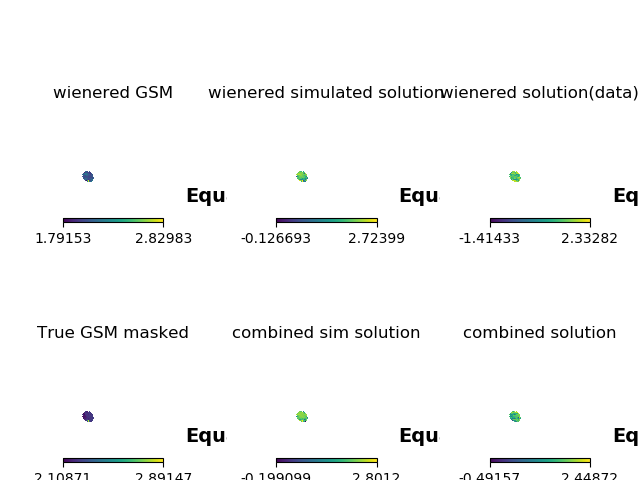 wienered GSM
wienered simulated solution
wienered solution(data)
Equ
Equ
Eq
1.79153 2.82983
-0.126693 2.72399
-1.41433 2.33282
True GSM masked
combined sim solution
combined solution
Equ
Equ
Eq
2.10871 2.89147
-0.199099 2.8012
-0.49157 2.44872